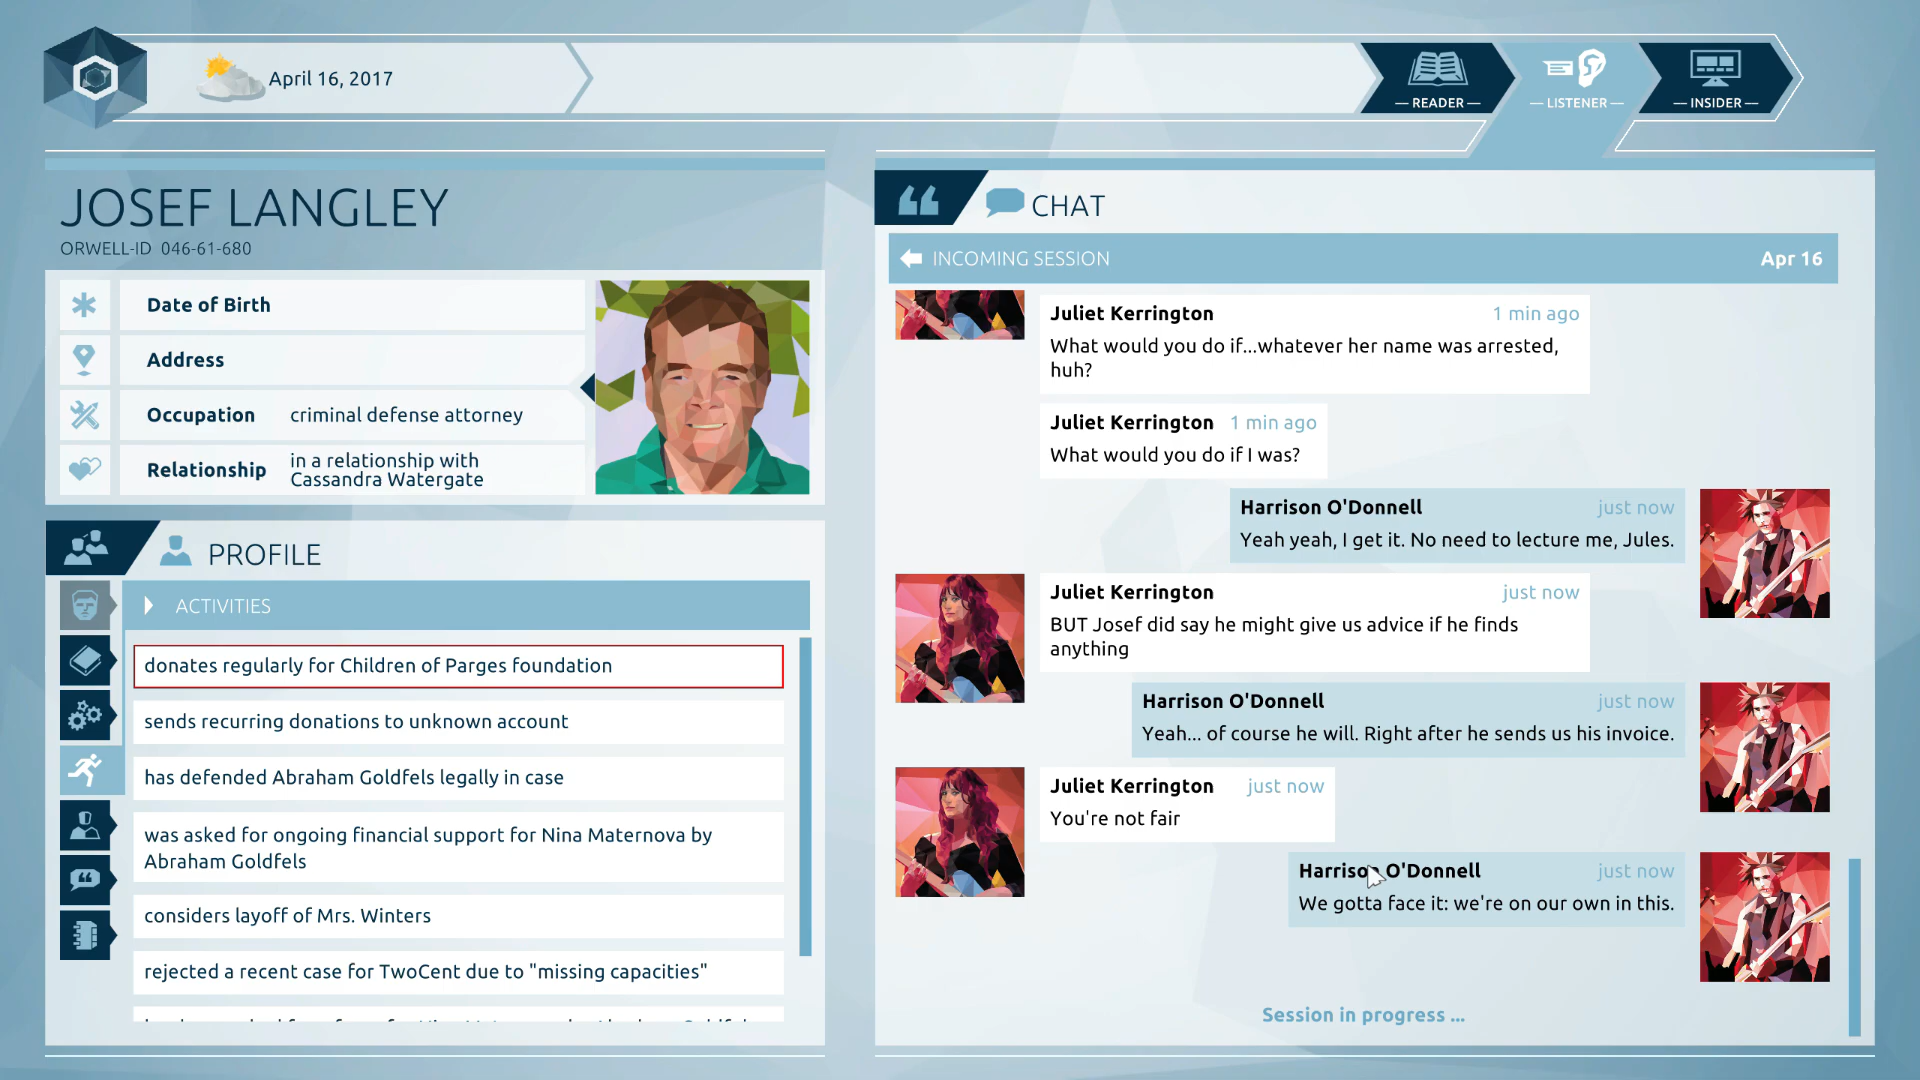 April 16, 2017
— READER —
— LISTENER —
— INSIDER —
JOSEF LANGLEY
ORWELL-ID 046-61-680
Date of Birth
Address
Occupation criminal defense attorney
Relationship in a relationship with
Cassandra Watergate
PROFILE
ACTIVITIES
donates regularly for Children of Parges foundation
sends recurring donations to unknown account
has defended Abraham Goldfels legally in case
was asked for ongoing financial support for Nina Maternova by
Abraham Goldfels
considers layoff of Mrs. Winters
rejected a recent case for TwoCent due to "missing capacities"
CHAT
INCOMING SESSION Apr 16
Juliet Kerrington 1 min ago
What would you do if...whatever her name was arrested,
huh?
Juliet Kerrington 1 min ago
What would you do if I was?
Harrison O'Donnell just now
Yeah yeah, I get it. No need to lecture me, Jules.
Juliet Kerrington just now
BUT Josef did say he might give us advice if he finds
anything
Harrison O'Donnell just now
Yeah... of course he will. Right after he sends us his invoice.
Juliet Kerrington just now
You're not fair
Harrison O'Donnell just now
We gotta face it: we're on our own in this.
Session in progress ...